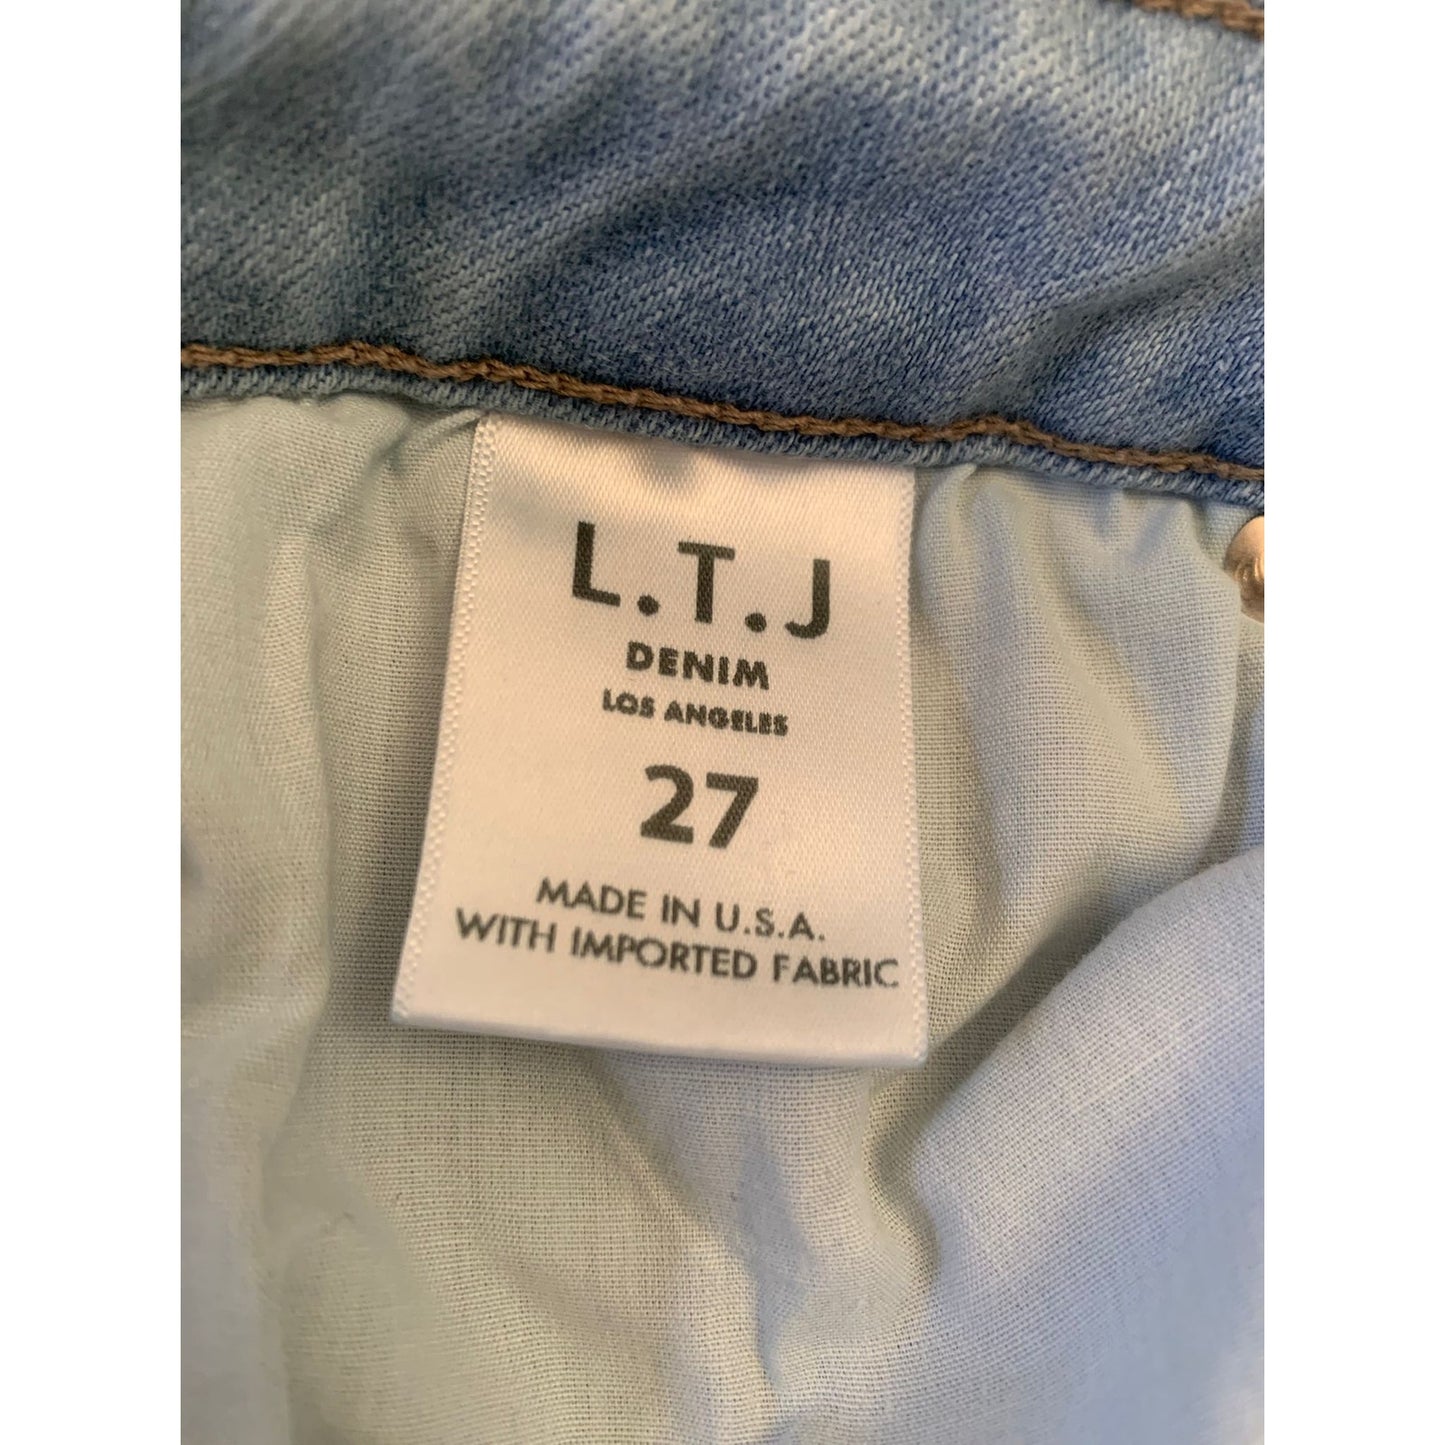 L.T.J
DENIM
LOS ANGELES
27
MADE IN U.S.A.
WITH IMPORTED FABRIC